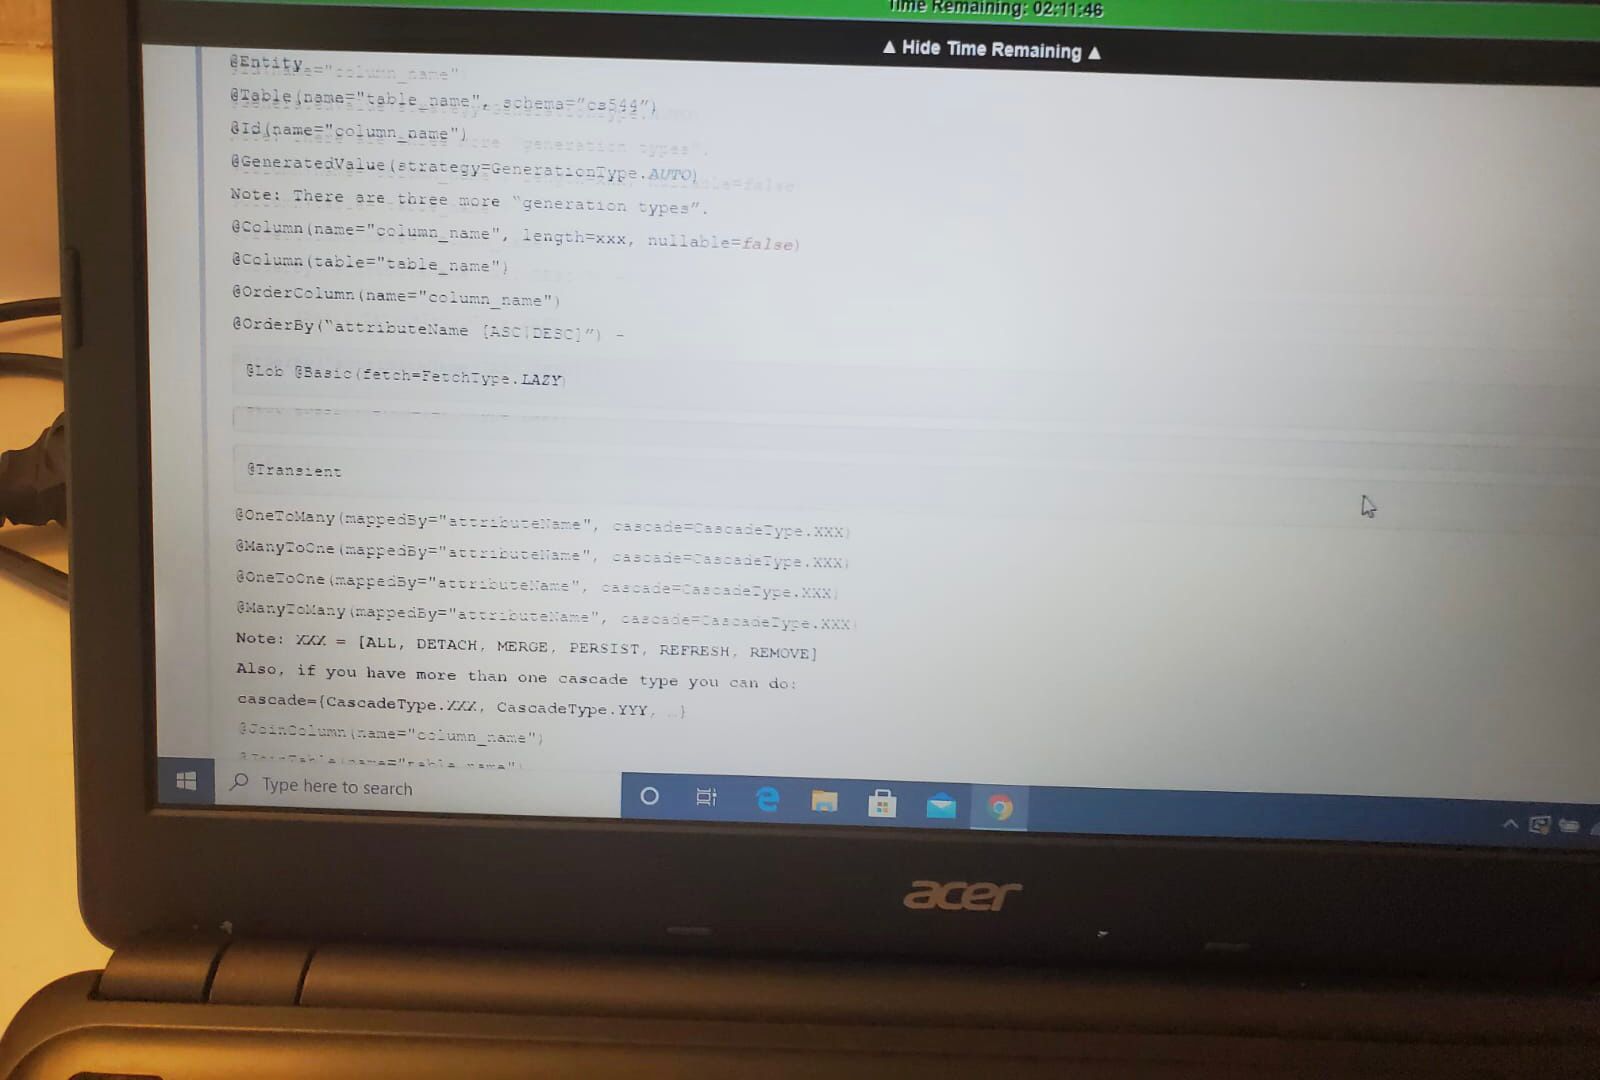 Time Remaining: 02:11:46
▲ Hide Time Remaining ▲
@Entity
@Table(name="table_name", schema="cs544")
@Id(name="column_name")
@GeneratedValue(strategy=GenerationType.AUTO)
Note: There are three more "generation types".
@Column(name="column_name", length=xxx, nullable=false)
@Column(table="table_name")
@OrderColumn(name="column_name")
@OrderBy("attributeName [ASC|DESC]") –
@Lob @Basic(fetch=FetchType.LAZY)
@Transient
@OneToMany(mappedBy="attributeName", cascade=CascadeType.XXX)
@ManyToOne(mappedBy="attributeName", cascade=CascadeType.XXX)
@OneToOne(mappedBy="attributeName", cascade=CascadeType.XXX)
@ManyToMany(mappedBy="attributeName", cascade=CascadeType.XXX)
Note: XXX = [ALL, DETACH, MERGE, PERSIST, REFRESH, REMOVE]
Also, if you have more than one cascade type you can do:
cascade={CascadeType.XXX, CascadeType.YYY, …}
@JoinColumn(name="column_name")
@JoinTable(name="table_name")
Type here to search
acer